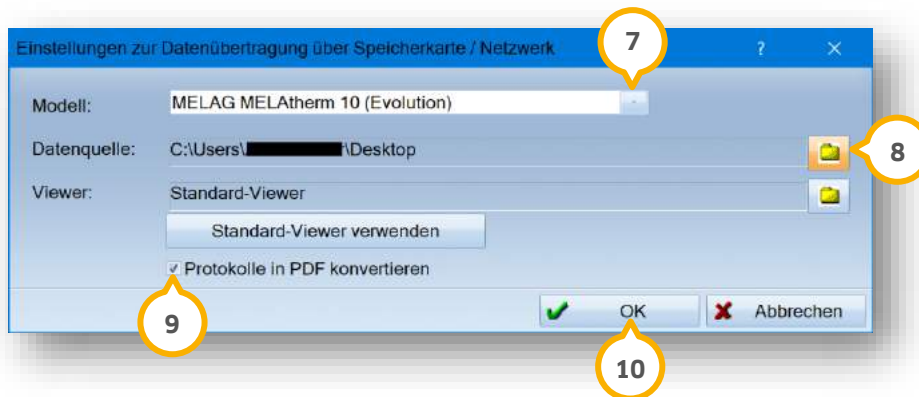 Einstellungen zur Datenübertragung über Speicherkarte / Netzwerk 7 ? ×
Modell: MELAG MELAtherm 10 (Evolution)
Datenquelle: C:\Users\ \Desktop 8
Viewer: Standard-Viewer
Standard-Viewer verwenden
Protokolle in PDF konvertieren
9 OK Abbrechen
10